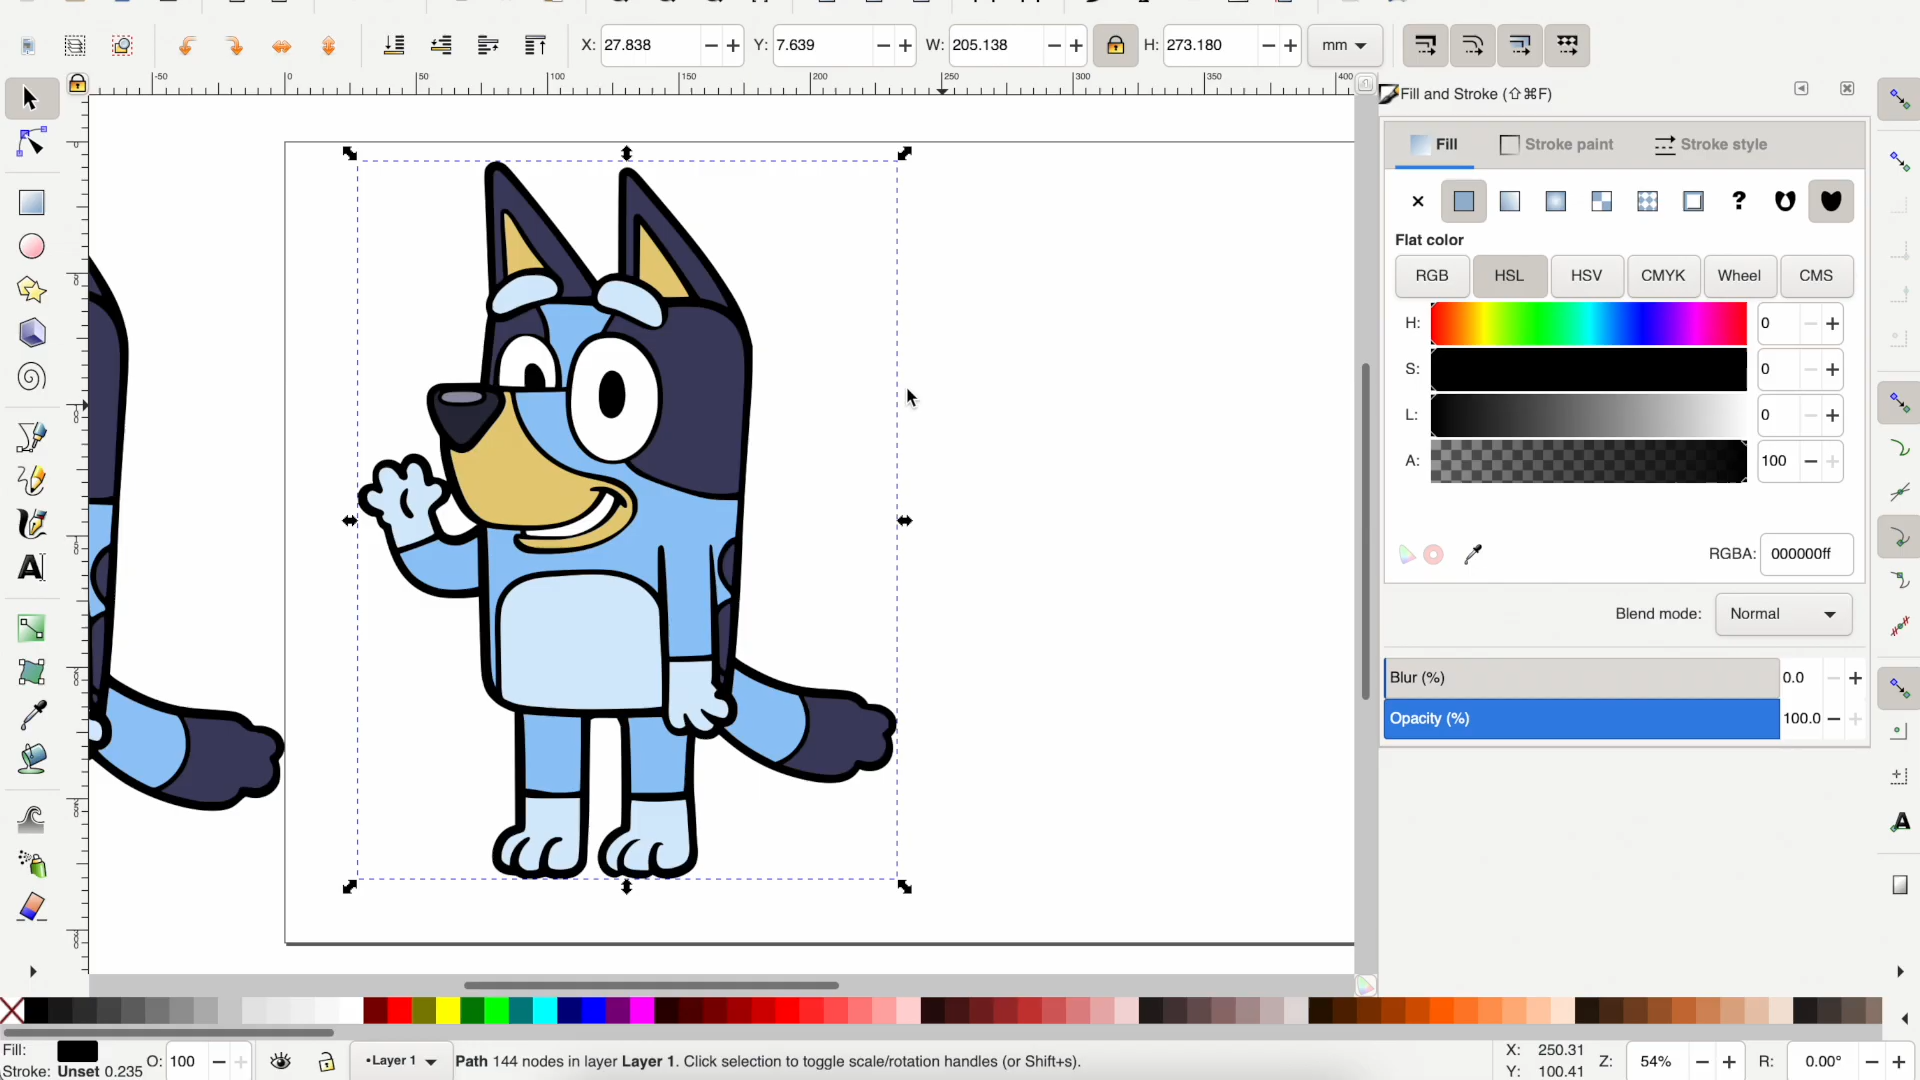 X: 27.838 Y: 7.639 W: 205.138 H: 273.180 mm
-50 0 50 100 150 200 250 300 350 400
Fill and Stroke (⇧⌘F)
Fill Stroke paint Stroke style
Flat color
RGB HSL HSV CMYK Wheel CMS
H: 0
S: 0
L: 0
A: 100
RGBA: 000000ff
Blend mode: Normal
Blur (%) 0.0
Opacity (%) 100.0
Fill:
Stroke: Unset 0.235
O: 100
•Layer 1
Path 144 nodes in layer Layer 1. Click selection to toggle scale/rotation handles (or Shift+s).
X: 250.31
Y: 100.41
Z: 54%
R: 0.00°